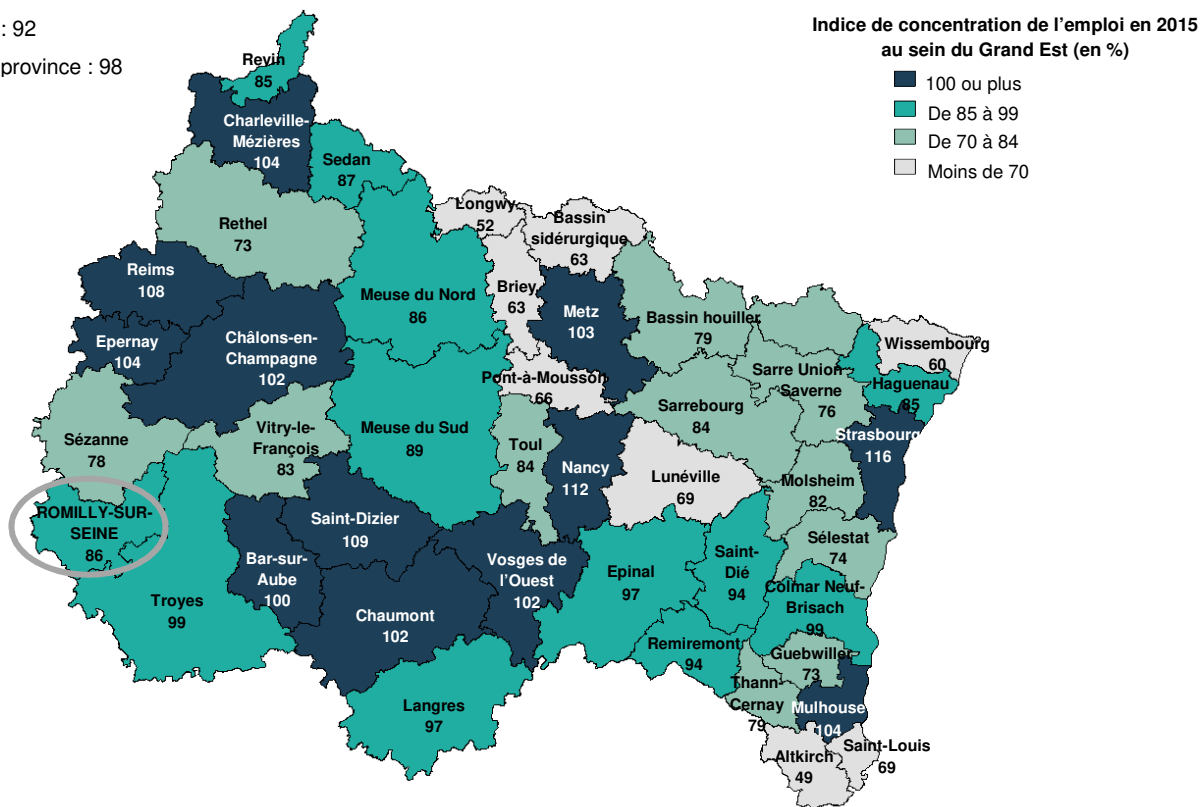 : 92
province : 98
Indice de concentration de l'emploi en 2015
au sein du Grand Est (en %)
100 ou plus
De 85 à 99
De 70 à 84
Moins de 70
Revin
85
Charleville-
Mézières
104
Sedan
87
Rethel
73
Longwy
52
Bassin
sidérurgique
63
Reims
108
Meuse du Nord
86
Briey
63
Metz
103
Bassin houiller
79
Wissembourg
60
Epernay
104
Châlons-en-
Champagne
102
Pont-à-Mousson
66
Sarre Union
Saverne
76
Haguenau
85
Sarrebourg
84
Sézanne
78
Vitry-le-
François
83
Meuse du Sud
89
Toul
84
Nancy
112
Lunéville
69
Strasbourg
116
Molsheim
82
ROMILLY-SUR-
SEINE
86
Saint-Dizier
109
Sélestat
74
Bar-sur-
Aube
100
Vosges de
l'Ouest
102
Epinal
97
Saint-
Dié
94
Colmar Neuf-
Brisach
99
Troyes
99
Chaumont
102
Remiremont
94
Guebwiller
73
Thann-
Cernay
79
Mulhouse
104
Langres
97
Altkirch
49
Saint-Louis
69